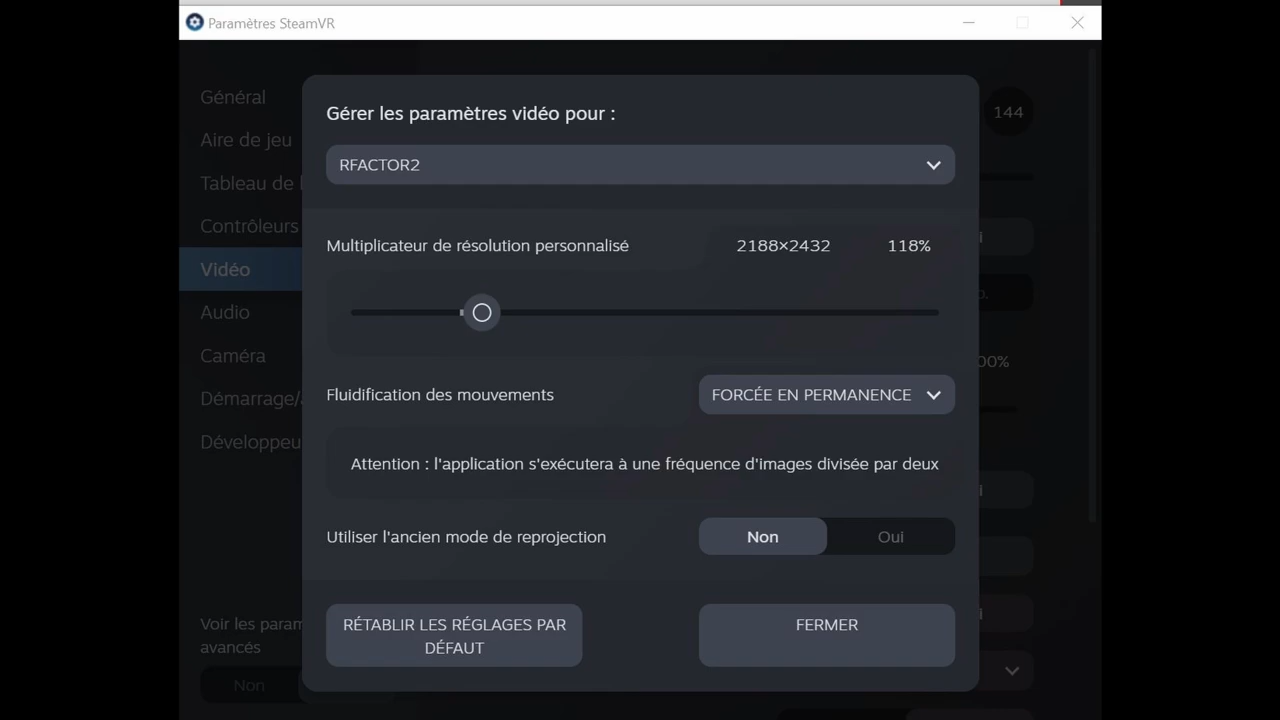 Paramètres SteamVR
Gérer les paramètres vidéo pour :
RFACTOR2
Multiplicateur de résolution personnalisé 2188×2432 118%
Fluidification des mouvements FORCÉE EN PERMANENCE
Attention : l'application s'exécutera à une fréquence d'images divisée par deux
Utiliser l'ancien mode de reprojection Non Oui
RÉTABLIR LES RÉGLAGES PAR
DÉFAUT
FERMER
Général
Aire de jeu
Tableau de
Contrôleurs
Vidéo
Audio
Caméra
Démarrage/
Développeu
Voir les param
avancés
Non
144